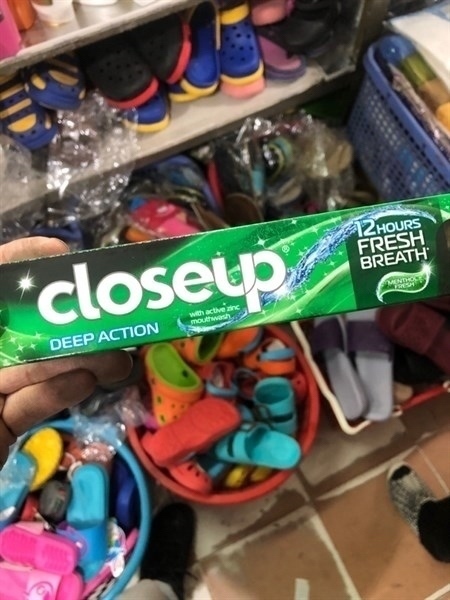 closeup®
DEEP ACTION
with active zinc
mouthwash
12 HOURS
FRESH
BREATH*
MENTHOL
FRESH